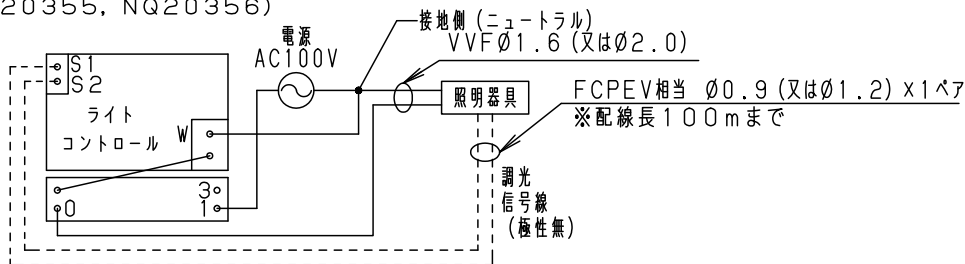 20355, NQ20356)
接地側 (ニュートラル)
電源
AC100V
VVFØ1.6 (又はØ2.0)
S1
S2
照明器具
FCPEV相当 Ø0.9 (又はØ1.2) ×1ペア
※配線長100mまで
ライト
コントロール
W
3
0
1
調光
信号線
(極性無)